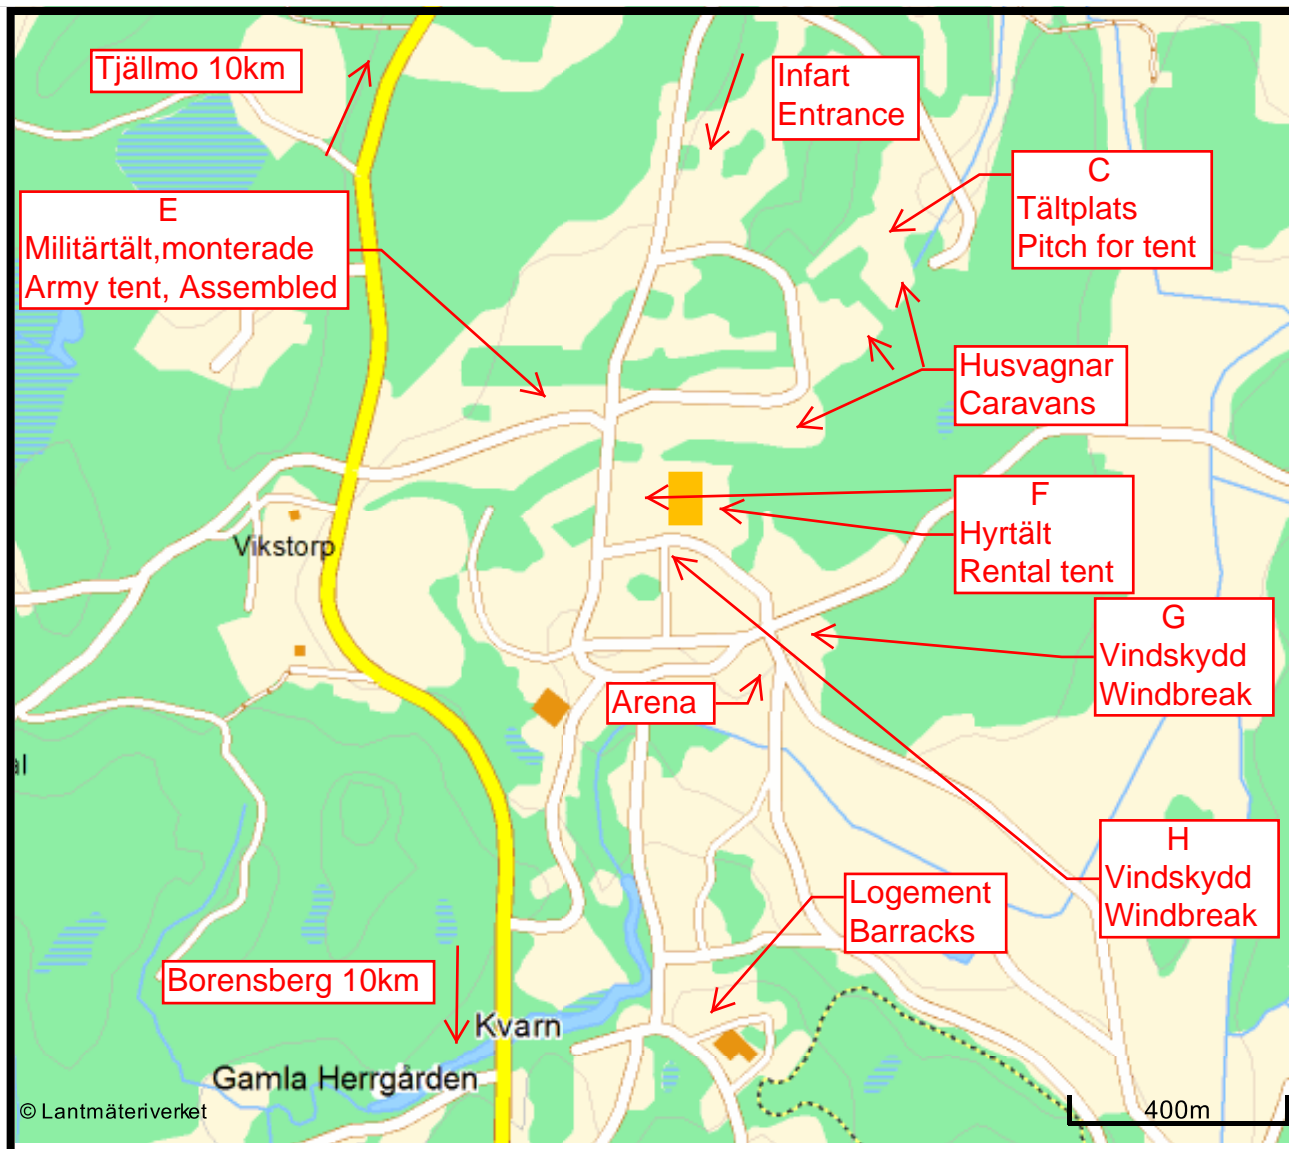 Tjällmo 10km
Infart
Entrance
C
Tältplats
Pitch for tent
E
Militärtält,monterade
Army tent, Assembled
Husvagnar
Caravans
F
Hyrtält
Rental tent
Vikstorp
G
Vindskydd
Windbreak
Arena
al
H
Vindskydd
Windbreak
Logement
Barracks
Borensberg 10km
Kvarn
Gamla Herrgården
© Lantmäteriverket
400m